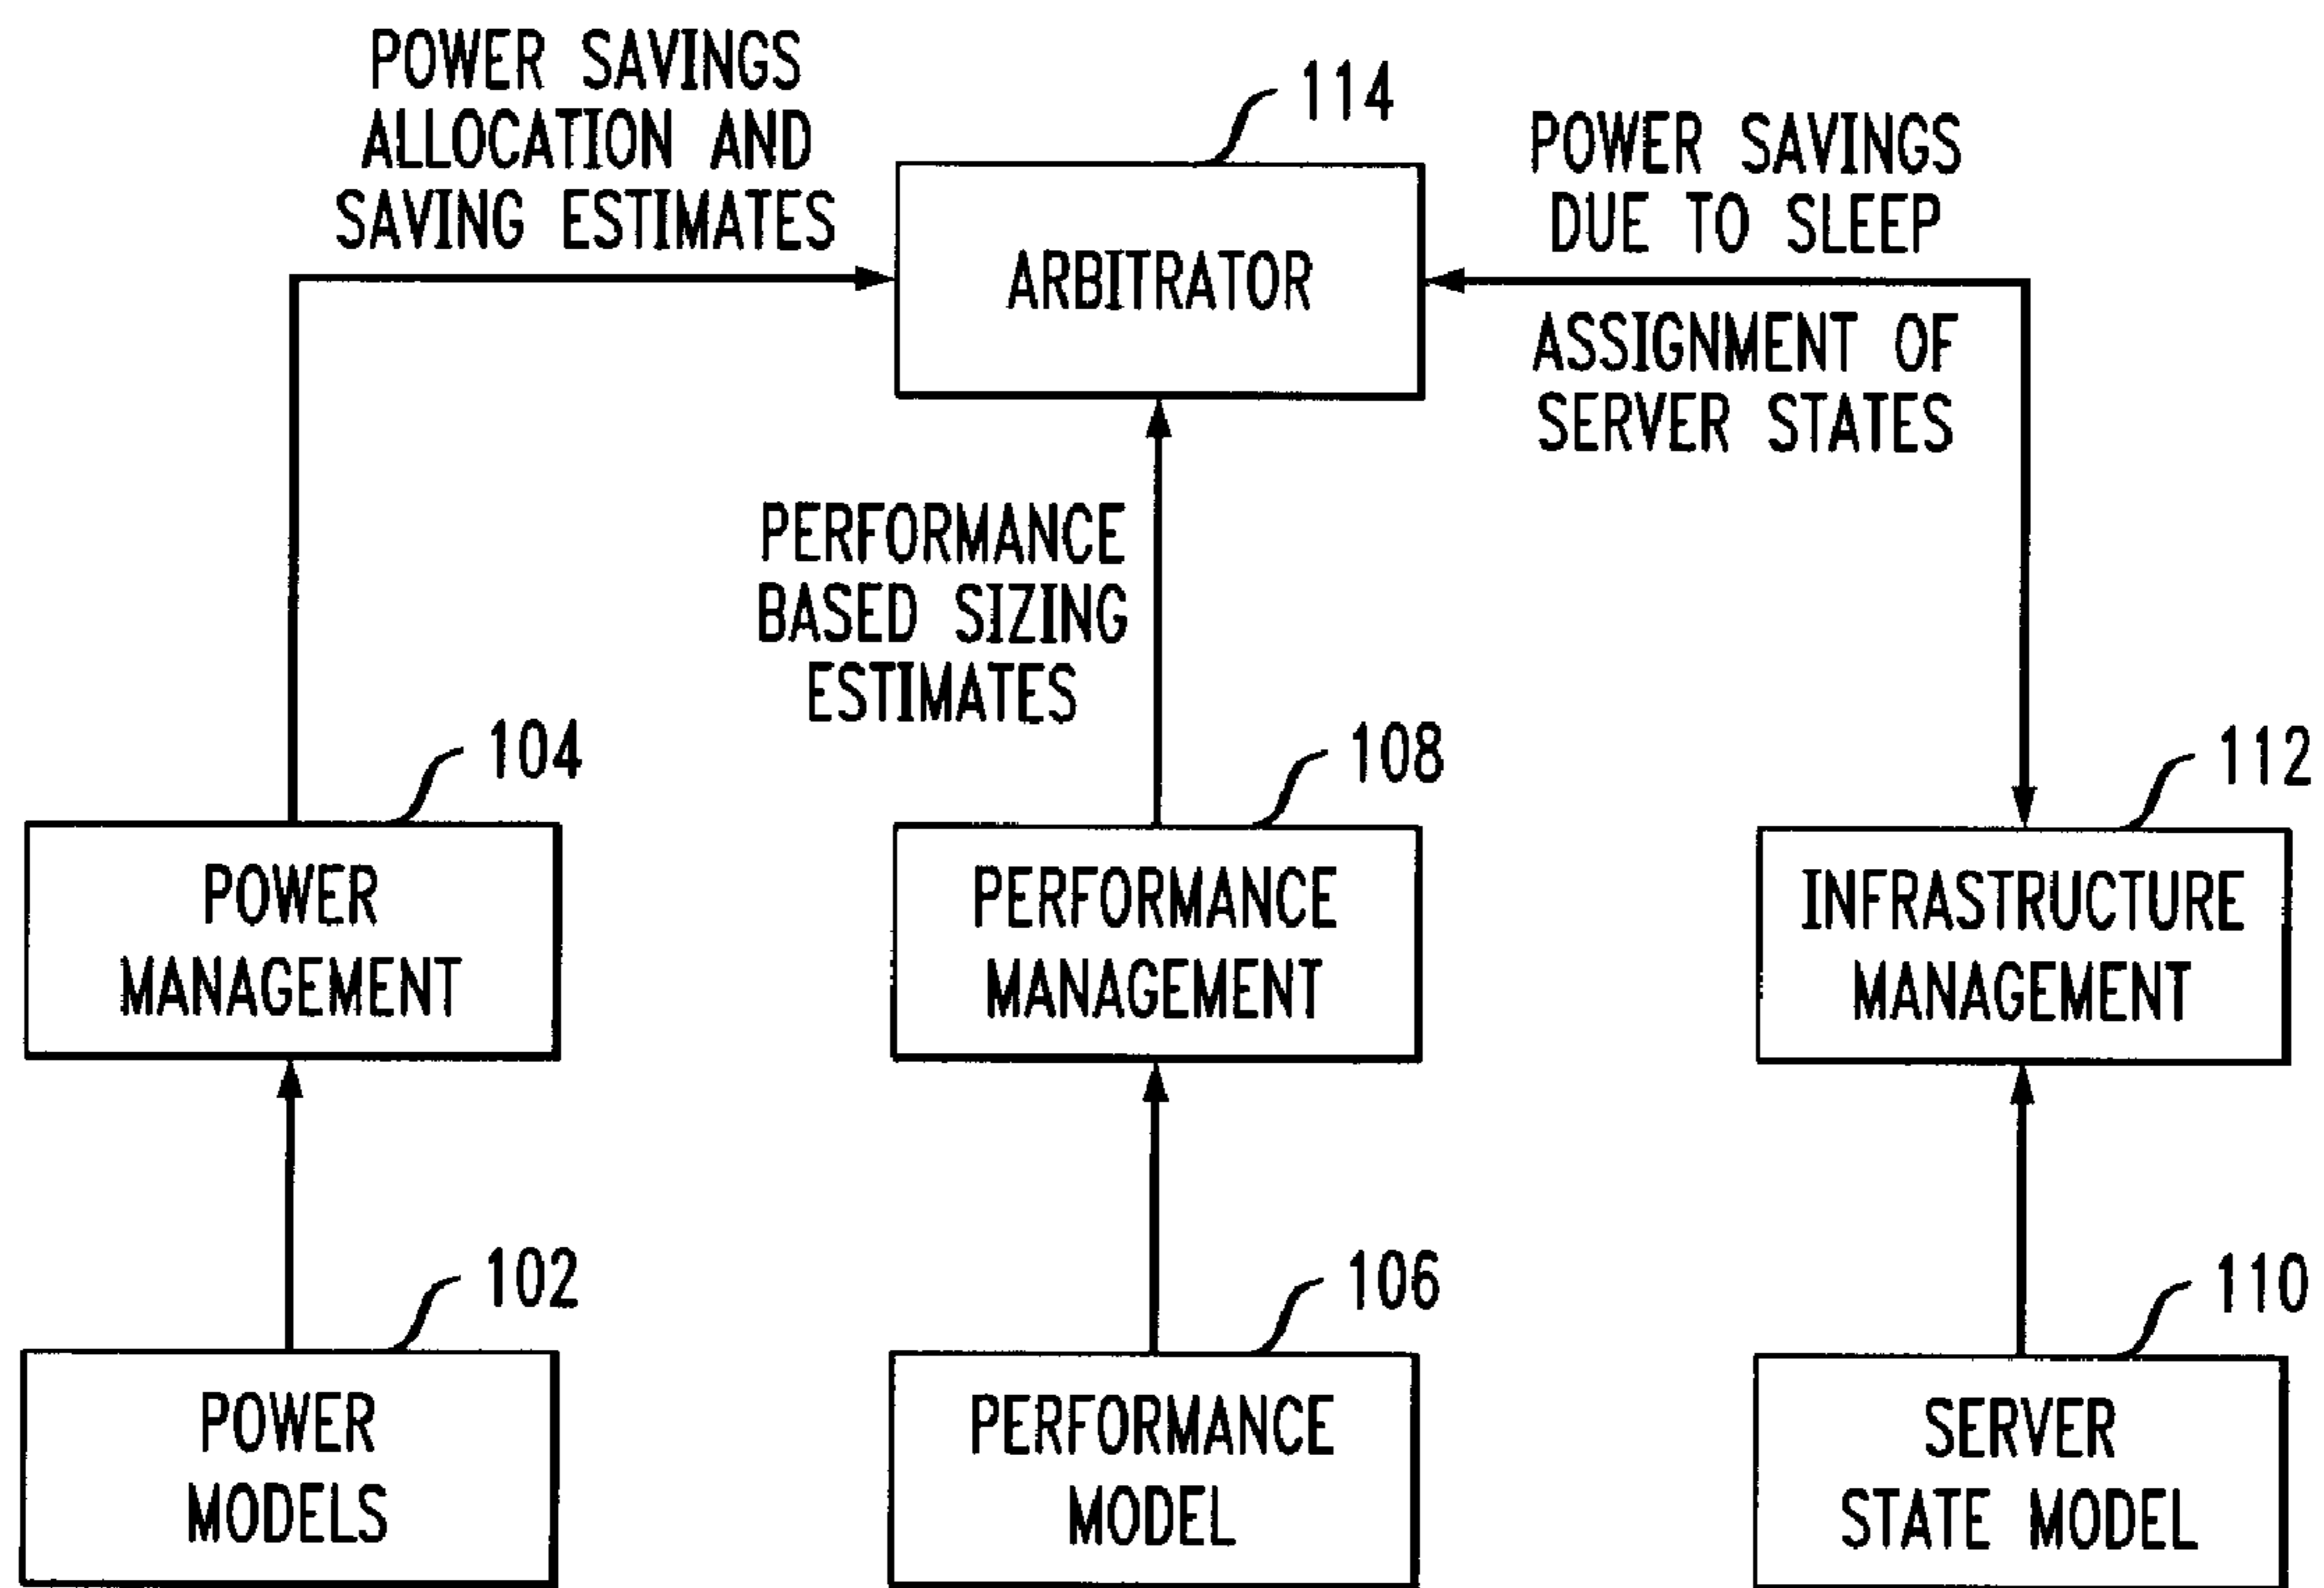 POWER SAVINGS
ALLOCATION AND
SAVING ESTIMATES
114
ARBITRATOR
POWER SAVINGS
DUE TO SLEEP
ASSIGNMENT OF
SERVER STATES
PERFORMANCE
BASED SIZING
ESTIMATES
104
POWER
MANAGEMENT
108
PERFORMANCE
MANAGEMENT
112
INFRASTRUCTURE
MANAGEMENT
102
POWER
MODELS
106
PERFORMANCE
MODEL
110
SERVER
STATE MODEL